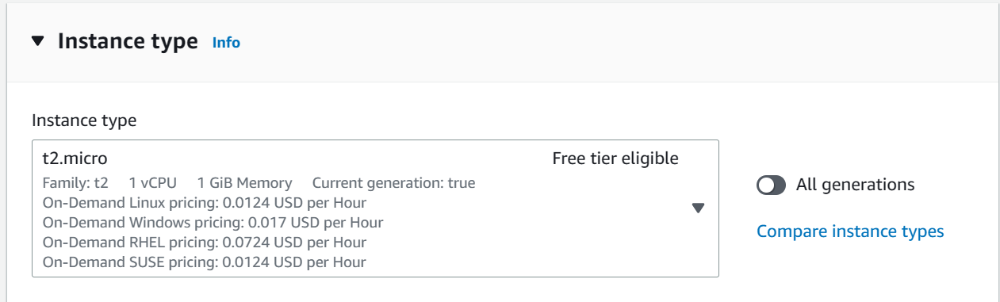 Instance type Info
Instance type
t2.micro Free tier eligible
Family: t2 1 vCPU 1 GiB Memory Current generation: true
On-Demand Linux pricing: 0.0124 USD per Hour
On-Demand Windows pricing: 0.017 USD per Hour
On-Demand RHEL pricing: 0.0724 USD per Hour
On-Demand SUSE pricing: 0.0124 USD per Hour
All generations
Compare instance types